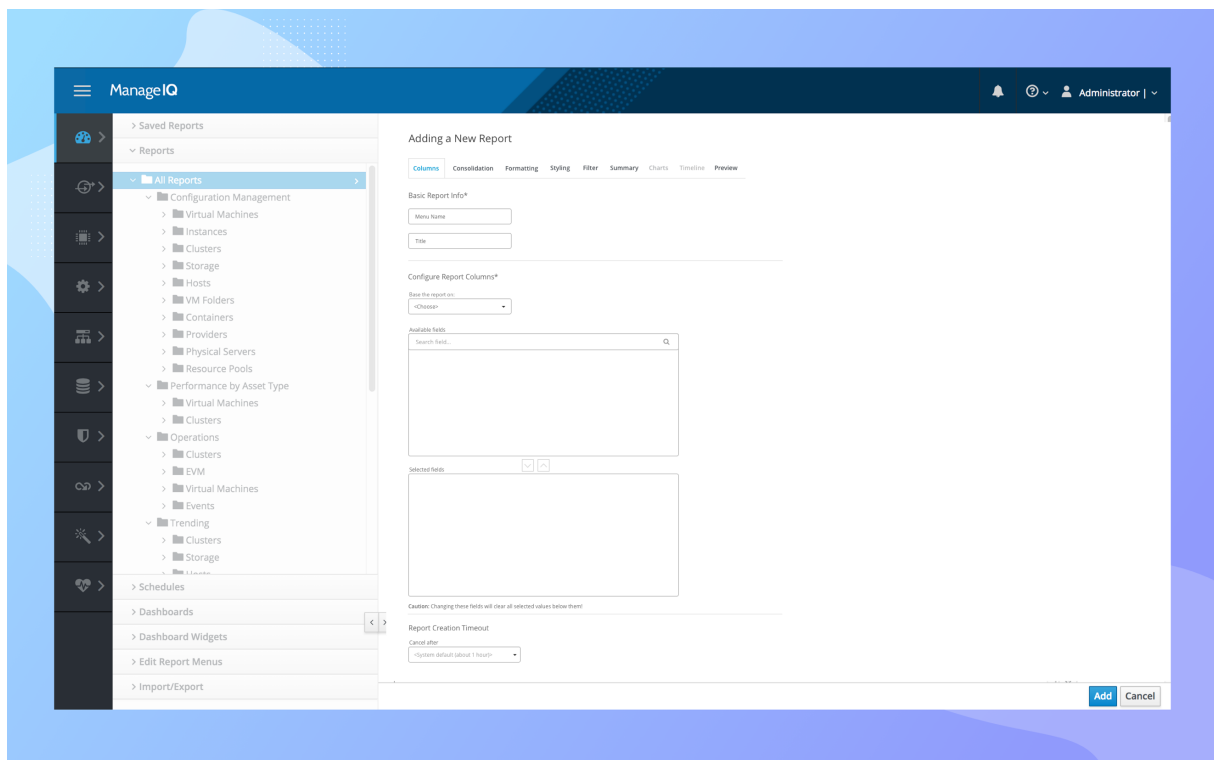 ManageIQ
Administrator |
Saved Reports
Reports
All Reports
Configuration Management
Virtual Machines
Instances
Clusters
Storage
Hosts
VM Folders
Containers
Providers
Physical Servers
Resource Pools
Performance by Asset Type
Virtual Machines
Clusters
Operations
Clusters
EVM
Virtual Machines
Events
Trending
Clusters
Storage
Hosts
Schedules
Dashboards
Dashboard Widgets
Edit Report Menus
Import/Export
Adding a New Report
Columns Consolidation Formatting Styling Filter Summary Charts Timeline Preview
Basic Report Info*
Menu Name
Title
Configure Report Columns*
Base the report on:
<Choose>
Available fields
Search field...
Selected fields
Caution: Changing these fields will clear all selected values below them!
Report Creation Timeout
Cancel after
<System default (about 1 hour)>
Add Cancel